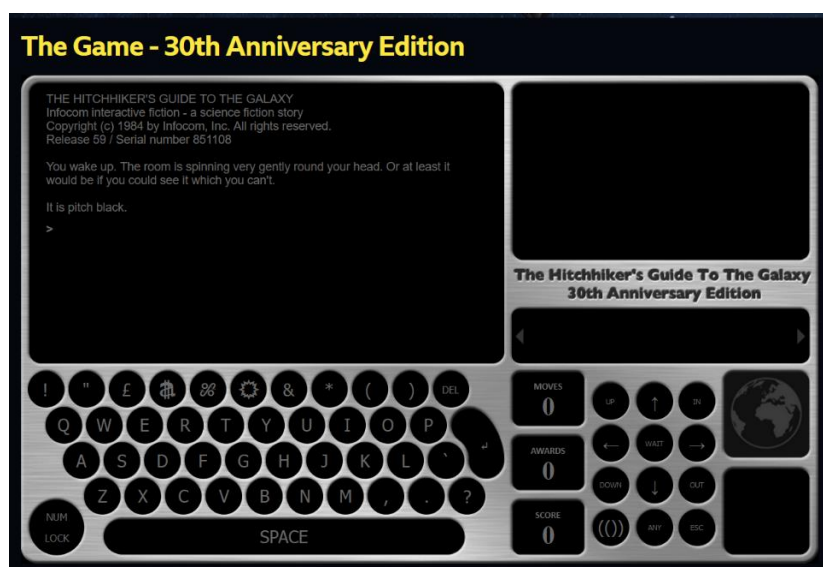 The Game - 30th Anniversary Edition
THE HITCHHIKER'S GUIDE TO THE GALAXY
Infocom interactive fiction - a science fiction story
Copyright (c) 1984 by Infocom, Inc. All rights reserved.
Release 59 / Serial number 851108
You wake up. The room is spinning very gently round your head. Or at least it
would be if you could see it which you can't.
It is pitch black.
>
The Hitchhiker's Guide To The Galaxy
30th Anniversary Edition
! " £ & * ( ) DEL
Q W E R T Y U I O P
A S D F G H J K L `
Z X C V B N M , . ?
NUM
LOCK
SPACE
MOVES
0
AWARDS
0
SCORE
0
UP ↑ IN
← WAIT →
DOWN ↓ OUT
(()) ANY ESC